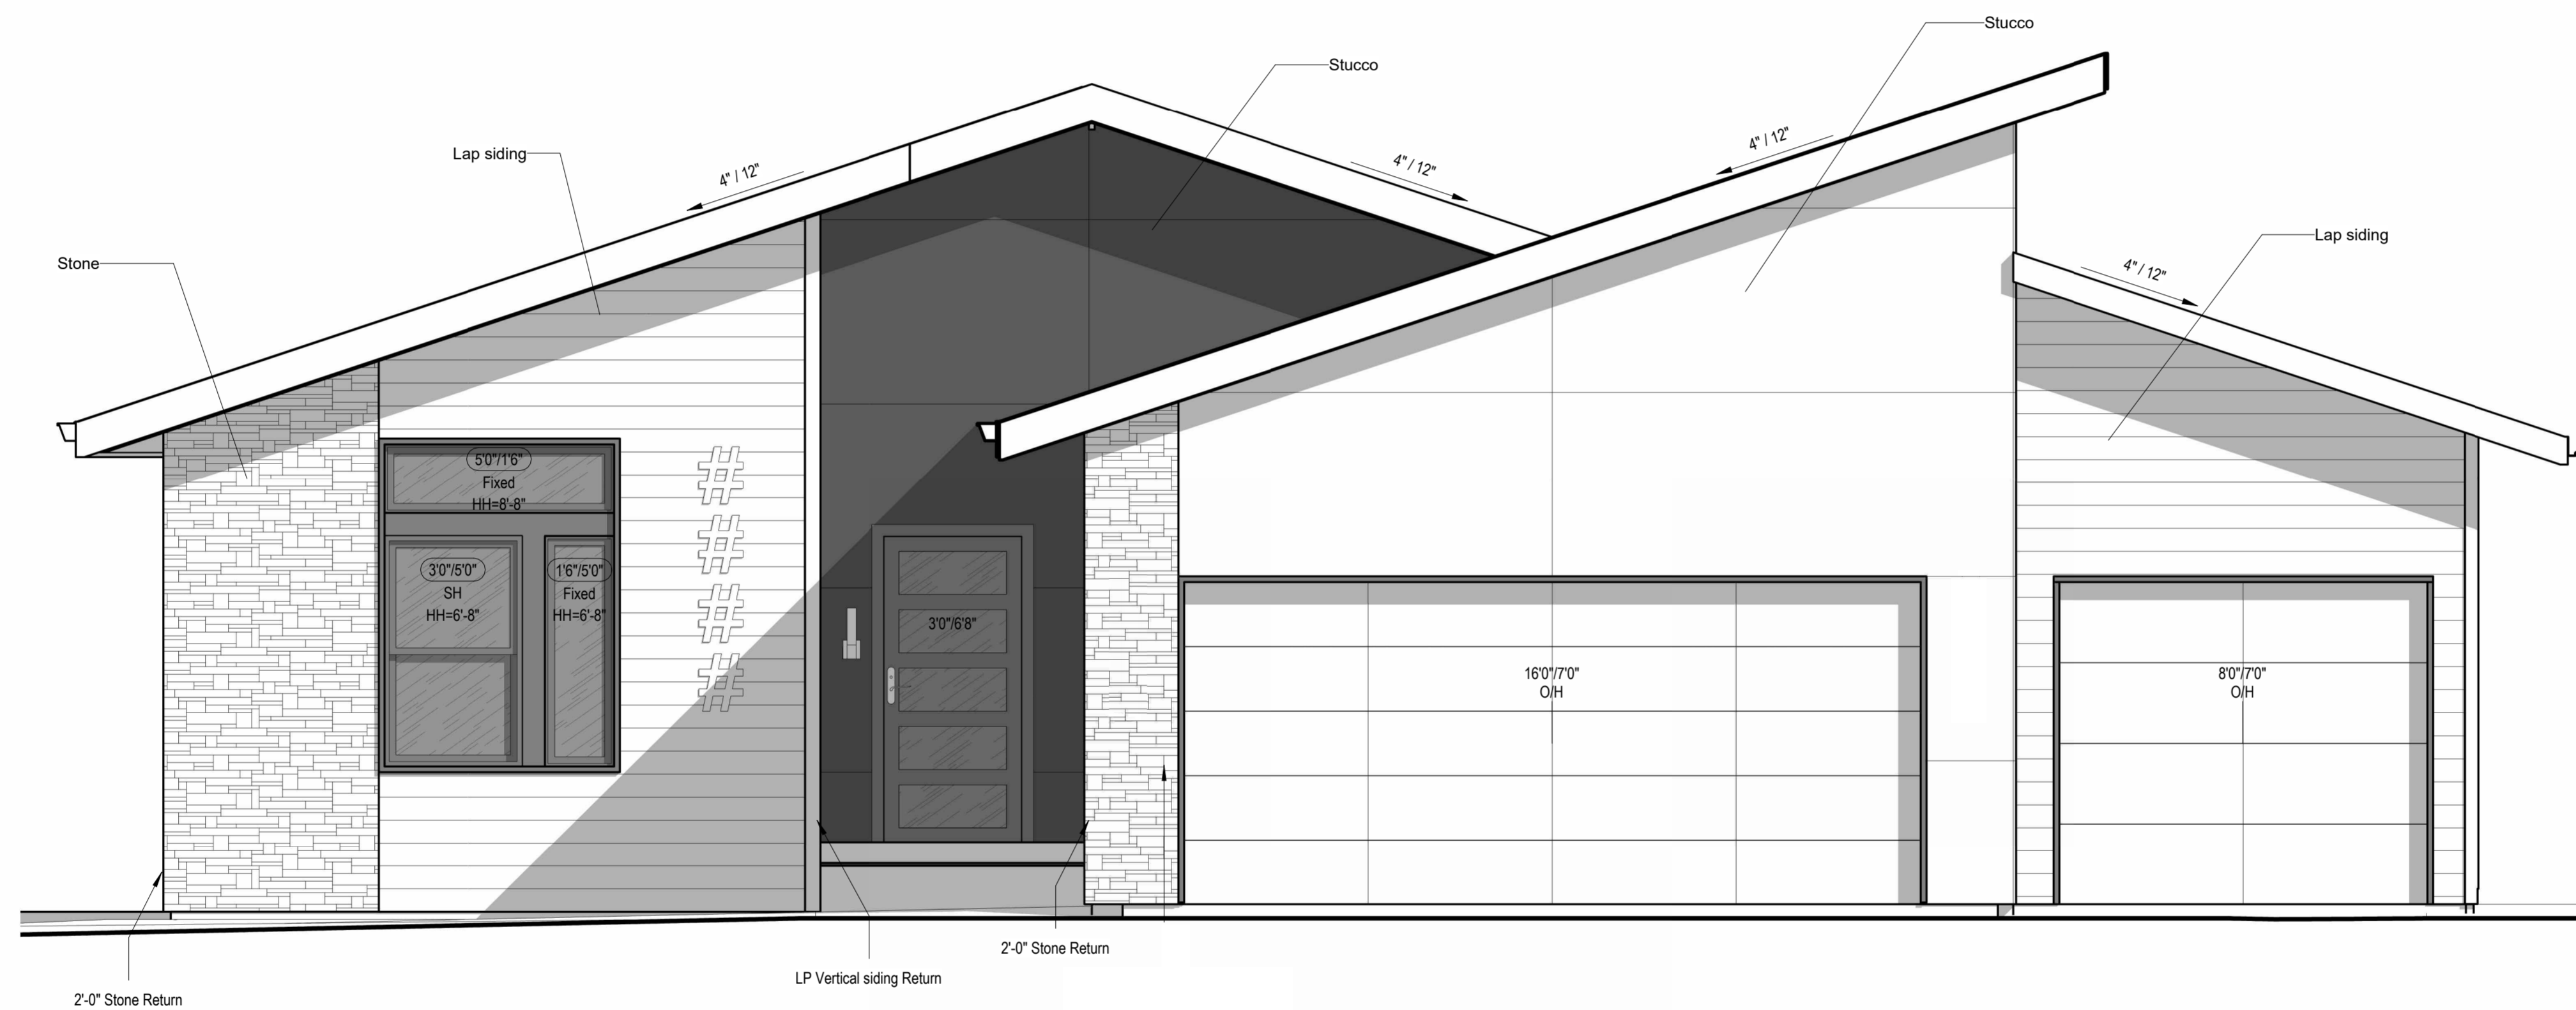 Stucco
Stucco
Lap siding
4" / 12"
4" / 12"
4" / 12"
Stone
Lap siding
4" / 12"
5'0"/1'6"
Fixed
HH=8'-8"
3'0"/5'0"
SH
HH=6'-8"
1'6"/5'0"
Fixed
HH=6'-8"
#
#
#
#
3'0"/6'8"
16'0"/7'0"
O/H
8'0"/7'0"
O/H
2'-0" Stone Return
LP Vertical siding Return
2'-0" Stone Return